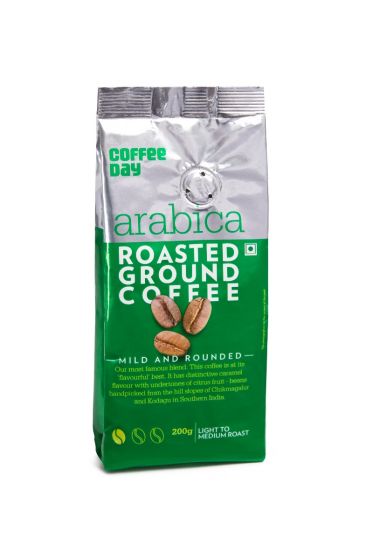 COFFEE
DAY
arabica
ROASTED
GROUND
COFFEE
MILD AND ROUNDED
Our most famous blend. This coffee is at its
'flavourful' best. It has distinctive caramel
flavour with undertones of citrus fruit - beans
handpicked from the hill slopes of Chikmagalur
and Kodagu in Southern India.
200g
LIGHT TO
MEDIUM ROAST